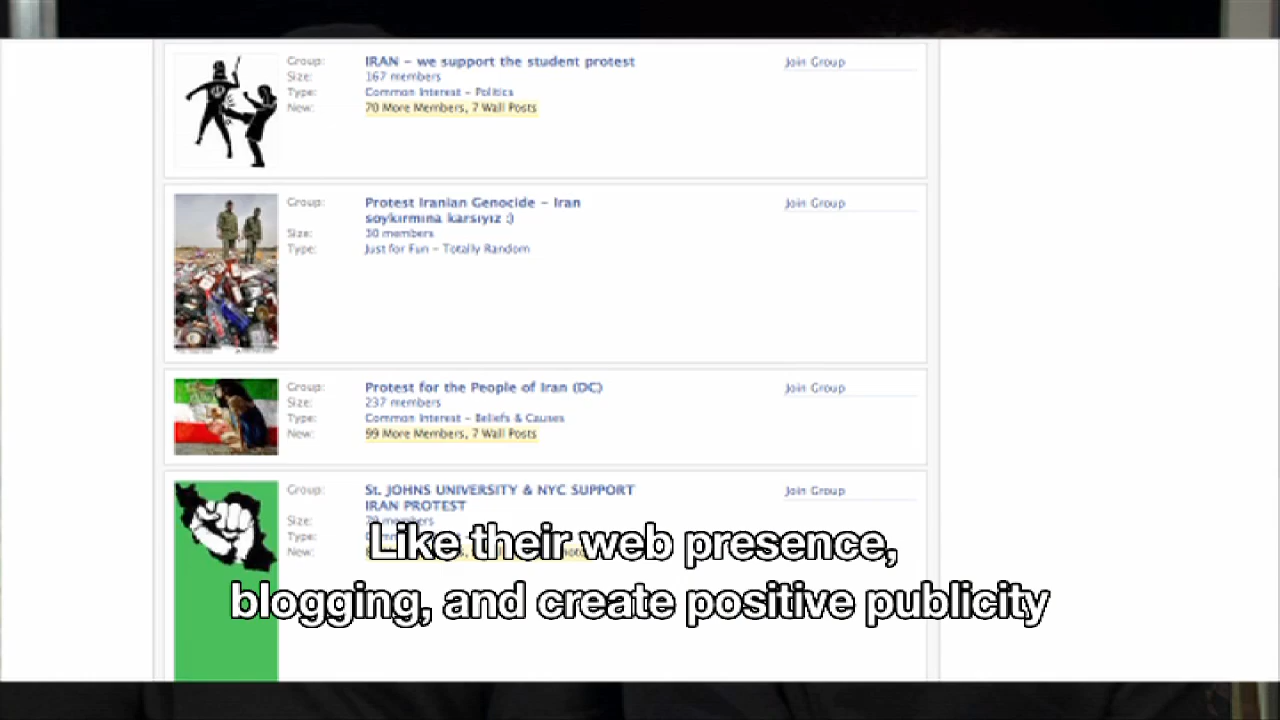 Group: IRAN – we support the student protest Join Group
Size: 167 members
Type: Common Interest – Politics
New: 70 More Members, 7 Wall Posts
Group: Protest Iranian Genocide – Iran Join Group
soykırmına karsıyız :)
Size: 30 members
Type: Just for Fun – Totally Random
Group: Protest for the People of Iran (DC) Join Group
Size: 237 members
Type: Common Interest – Beliefs & Causes
New: 99 More Members, 7 Wall Posts
Group: St. JOHNS UNIVERSITY & NYC SUPPORT Join Group
IRAN PROTEST
Size: 79 members
Type:
New:
Like their web presence,
blogging, and create positive publicity